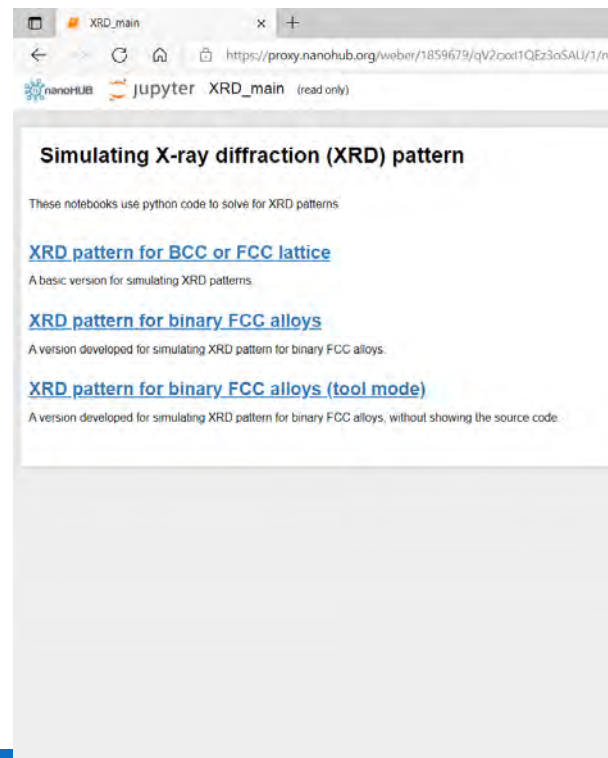 XRD_main
https://proxy.nanohub.org/weber/1859679/
nanoHUB jupyter XRD_main (read only)
Simulating X-ray diffraction (XRD) pattern
These notebooks use python code to solve for XRD patterns
XRD pattern for BCC or FCC lattice
A basic version for simulating XRD patterns.
XRD pattern for binary FCC alloys
A version developed for simulating XRD pattern for binary FCC alloys.
XRD pattern for binary FCC alloys (tool mode)
A version developed for simulating XRD pattern for binary FCC alloys, without showing the source code.